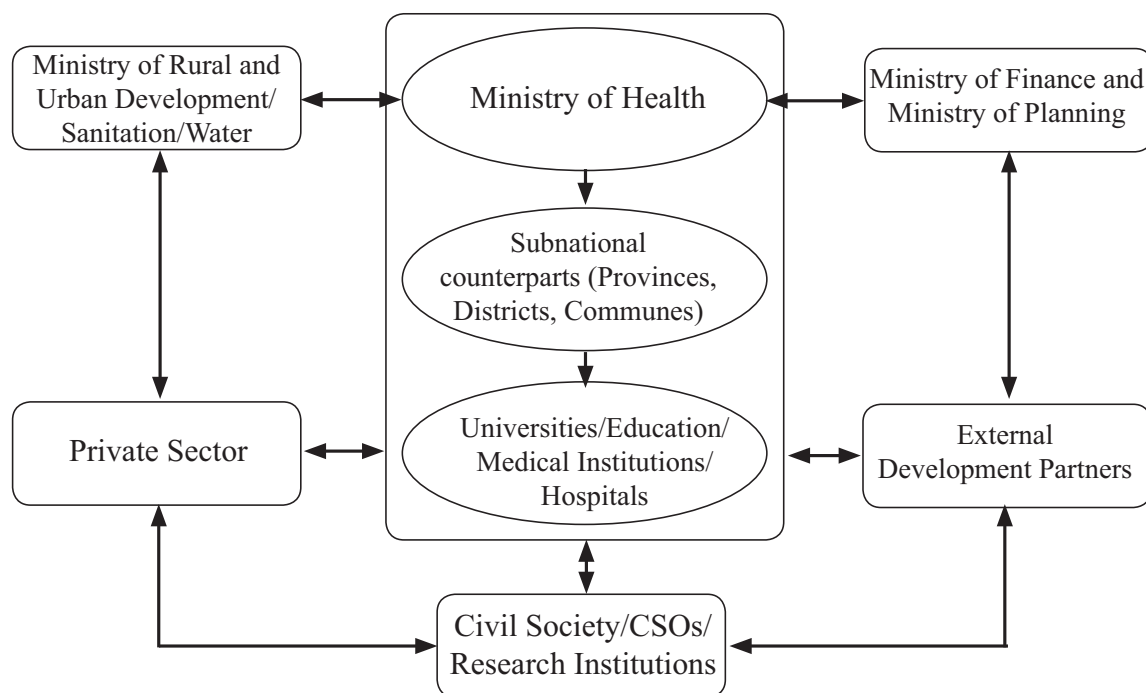 Ministry of Rural and
Urban Development/
Sanitation/Water
Ministry of Health
Ministry of Finance and
Ministry of Planning
Subnational
counterparts (Provinces,
Districts, Communes)
Private Sector
Universities/Education/
Medical Institutions/
Hospitals
External
Development Partners
Civil Society/CSOs/
Research Institutions